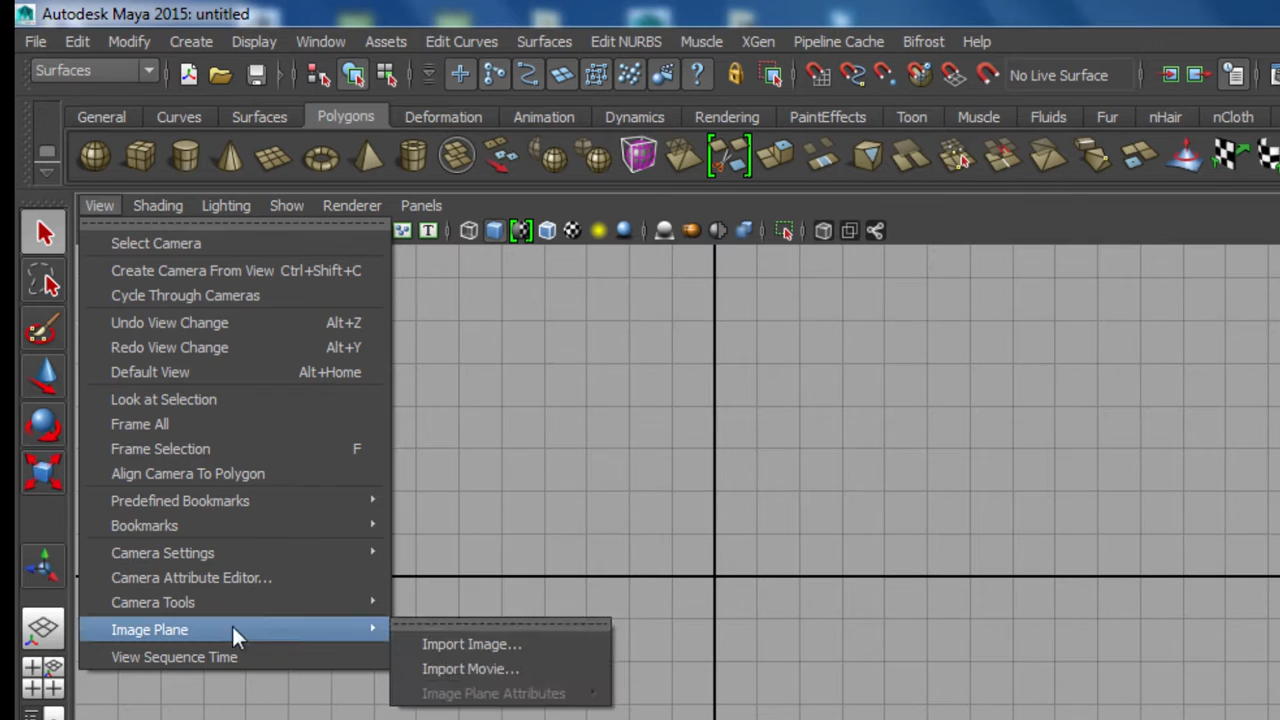 Autodesk Maya 2015: untitled
File Edit Modify Create Display Window Assets Edit Curves Surfaces Edit NURBS Muscle XGen Pipeline Cache Bifrost Help
Surfaces No Live Surface
General Curves Surfaces Polygons Deformation Animation Dynamics Rendering PaintEffects Toon Muscle Fluids Fur nHair nCloth
View Shading Lighting Show Renderer Panels
T
Select Camera
Create Camera From View Ctrl+Shift+C
Cycle Through Cameras
Undo View Change Alt+Z
Redo View Change Alt+Y
Default View Alt+Home
Look at Selection
Frame All
Frame Selection F
Align Camera To Polygon
Predefined Bookmarks
Bookmarks
Camera Settings
Camera Attribute Editor...
Camera Tools
Image Plane
View Sequence Time
Import Image...
Import Movie...
Image Plane Attributes